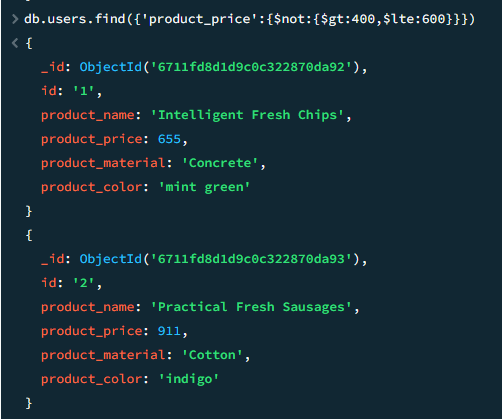 > db.users.find({'product_price':{$not:{$gt:400,$lte:600}}})
< {
_id: ObjectId('6711fd8d1d9c0c322870da92'),
id: '1',
product_name: 'Intelligent Fresh Chips',
product_price: 655,
product_material: 'Concrete',
product_color: 'mint green'
}
{
_id: ObjectId('6711fd8d1d9c0c322870da93'),
id: '2',
product_name: 'Practical Fresh Sausages',
product_price: 911,
product_material: 'Cotton',
product_color: 'indigo'
}